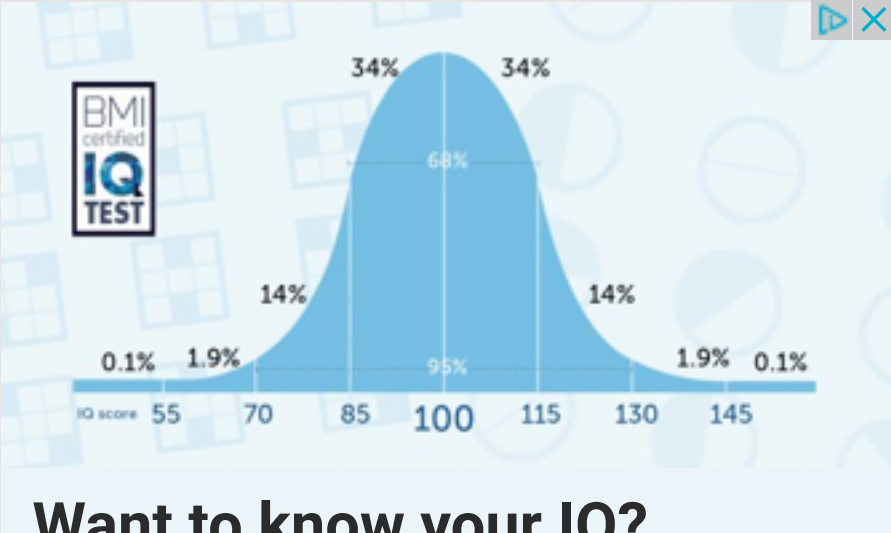 34% 34%
BMI
certified
IQ
TEST
68%
14% 14%
0.1% 1.9% 95% 1.9% 0.1%
IQ score 55 70 85 100 115 130 145
Want to know your IQ?